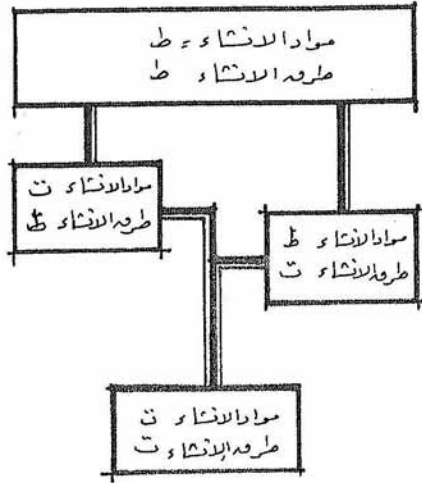 مواد الانشاء = ط
طرق الانشاء ط
مواد الانشاء ت
طرق الانشاء ط
مواد الانشاء ط
طرق الانشاء ت
مواد الانشاء ت
طرق الانشاء ت